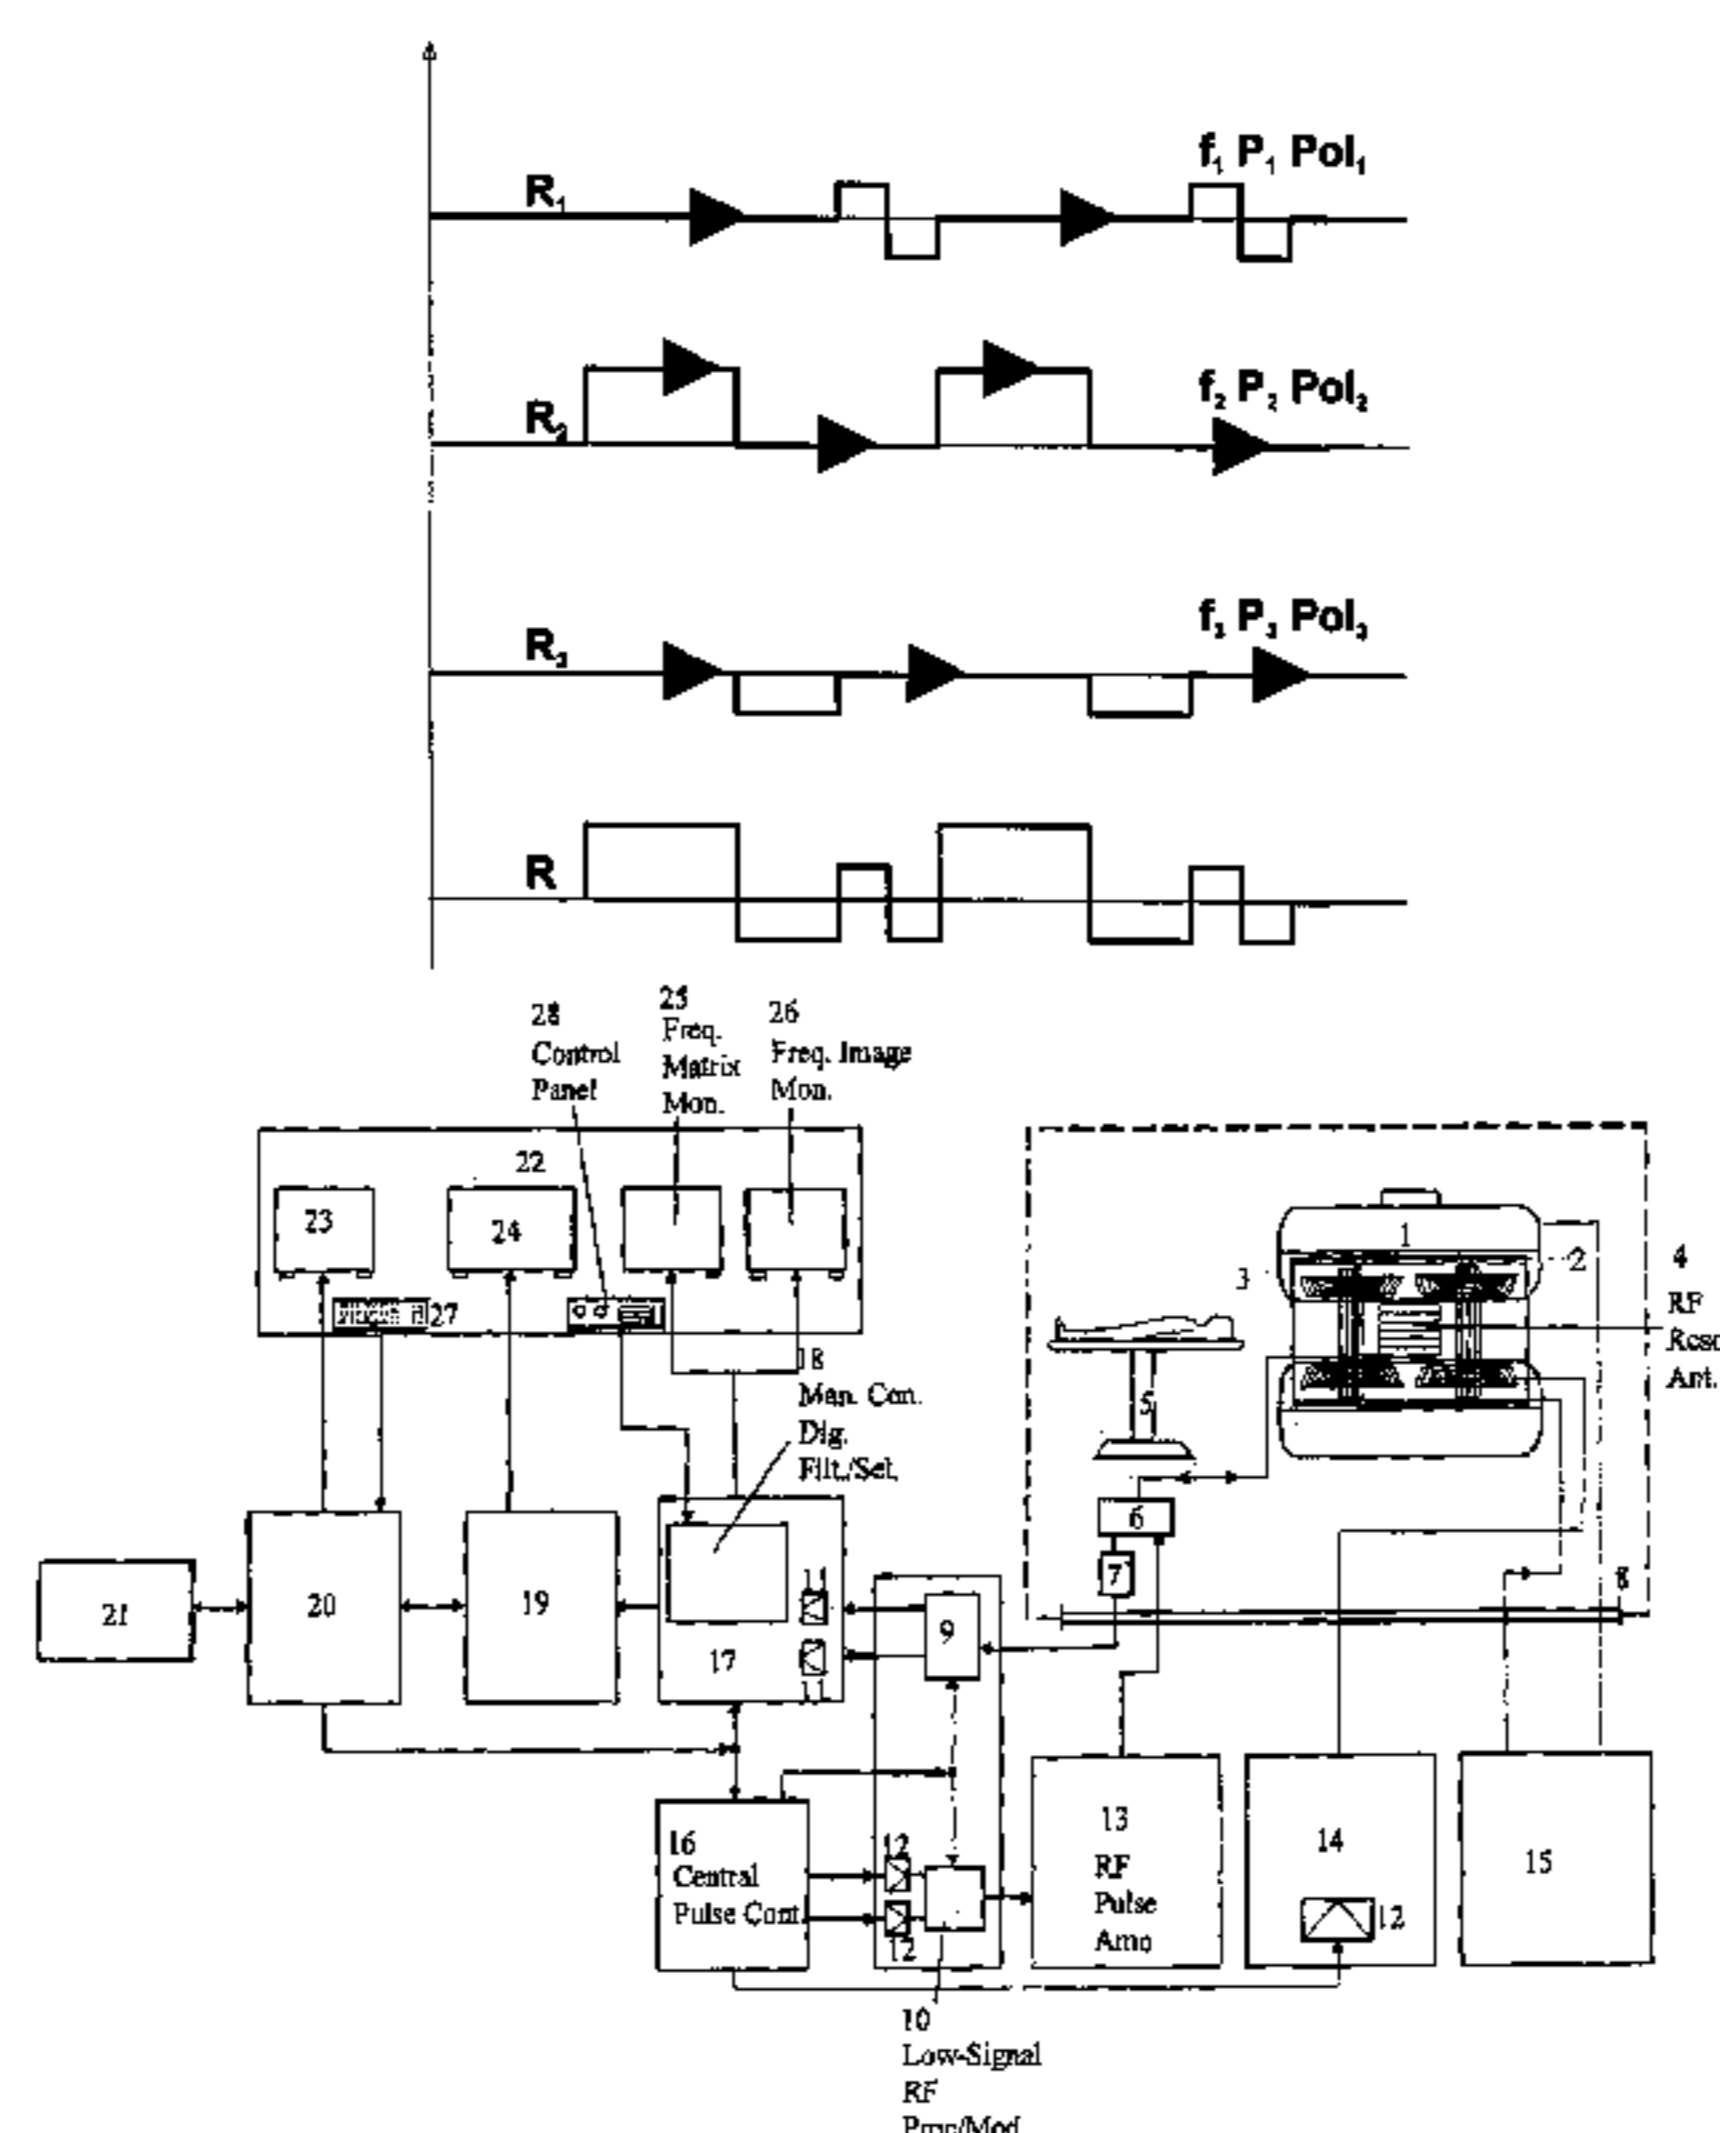 R₁
f₁ P₁ Pol₁
R₂
f₂ P₂ Pol₂
R₃
f₃ P₃ Pol₃
R
28
Control
Panel
25
Freq.
Matrix
Mon.
26
Freq. Image
Mon.
22
23
24
27
1
2
3
4
RF
Ant.
5
6
7
8
18
Man. Con.
Dig.
Filt./Sel.
21
20
19
17
11
11
9
16
Central
Pulse Cont.
12
12
13
RF
Pulse
Amp
14
12
15
10
Low-Signal
RF